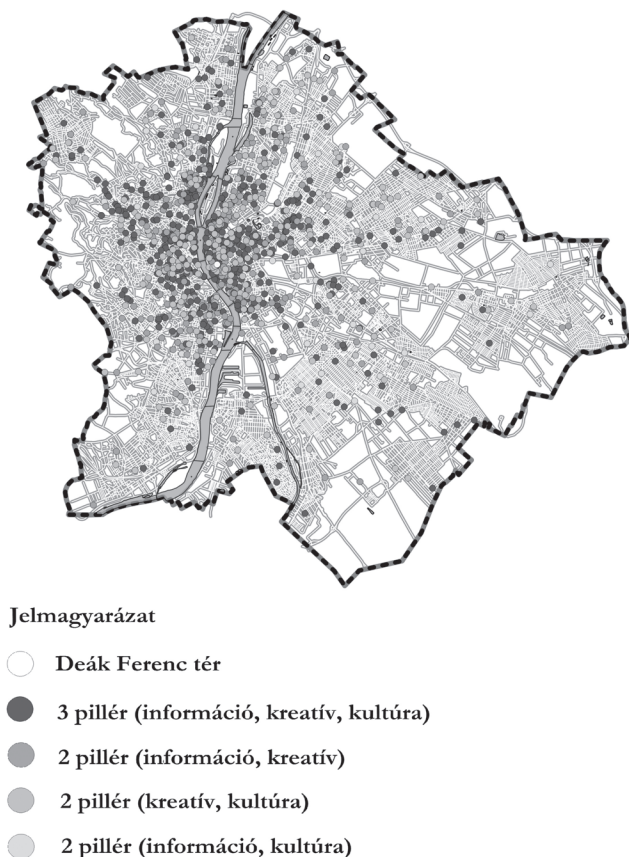 Jelmagyarázat
Deák Ferenc tér
3 pillér (információ, kreatív, kultúra)
2 pillér (információ, kreatív)
2 pillér (kreatív, kultúra)
2 pillér (információ, kultúra)